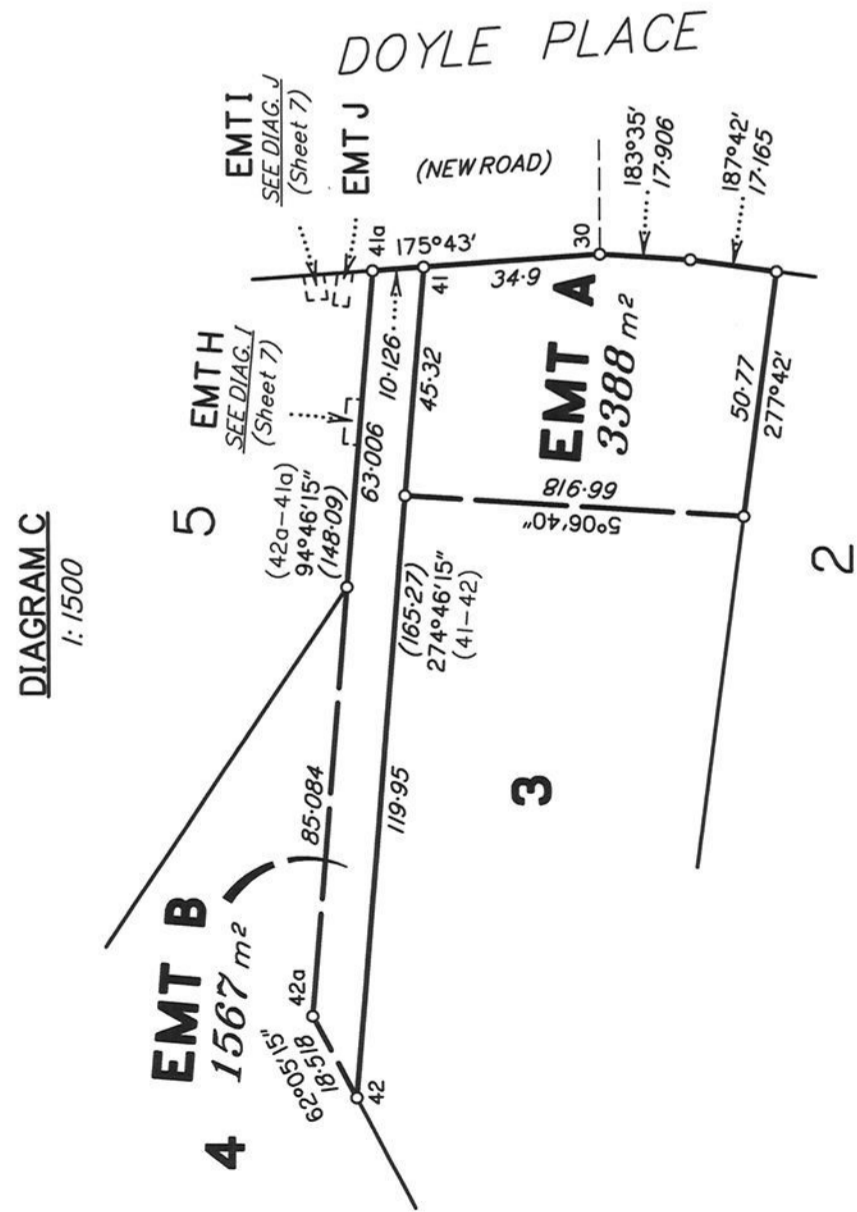 DIAGRAM C
1:1500
DOYLE PLACE
(NEW ROAD)
EMT I
SEE DIAG. J
(Sheet 7)
EMT J
EMT H
SEE DIAG. I
(Sheet 7)
5
(42a-41a)
94°46'15"
(148·09)
63·006
41a
175°43'
10·126
41
34·9
30
183°35'
17·906
187°42'
17·165
45·32
EMT A
3388 m²
50·77
277°42'
66·918
5°06'40"
(165·27)
274°46'15"
(41-42)
85·084
119·95
EMT B
1567 m²
42a
62°05'15"
18·518
42
4
3
2